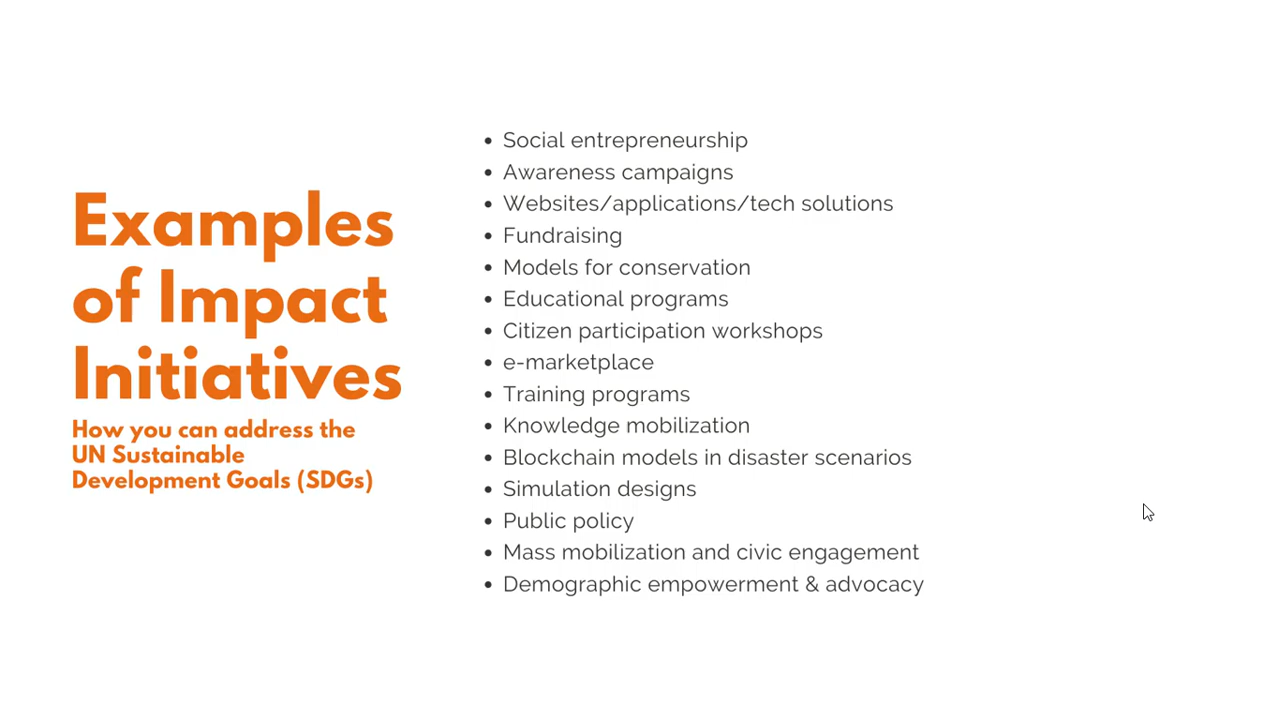 Examples
of Impact
Initiatives
How you can address the
UN Sustainable
Development Goals (SDGs)
• Social entrepreneurship
• Awareness campaigns
• Websites/applications/tech solutions
• Fundraising
• Models for conservation
• Educational programs
• Citizen participation workshops
• e-marketplace
• Training programs
• Knowledge mobilization
• Blockchain models in disaster scenarios
• Simulation designs
• Public policy
• Mass mobilization and civic engagement
• Demographic empowerment & advocacy